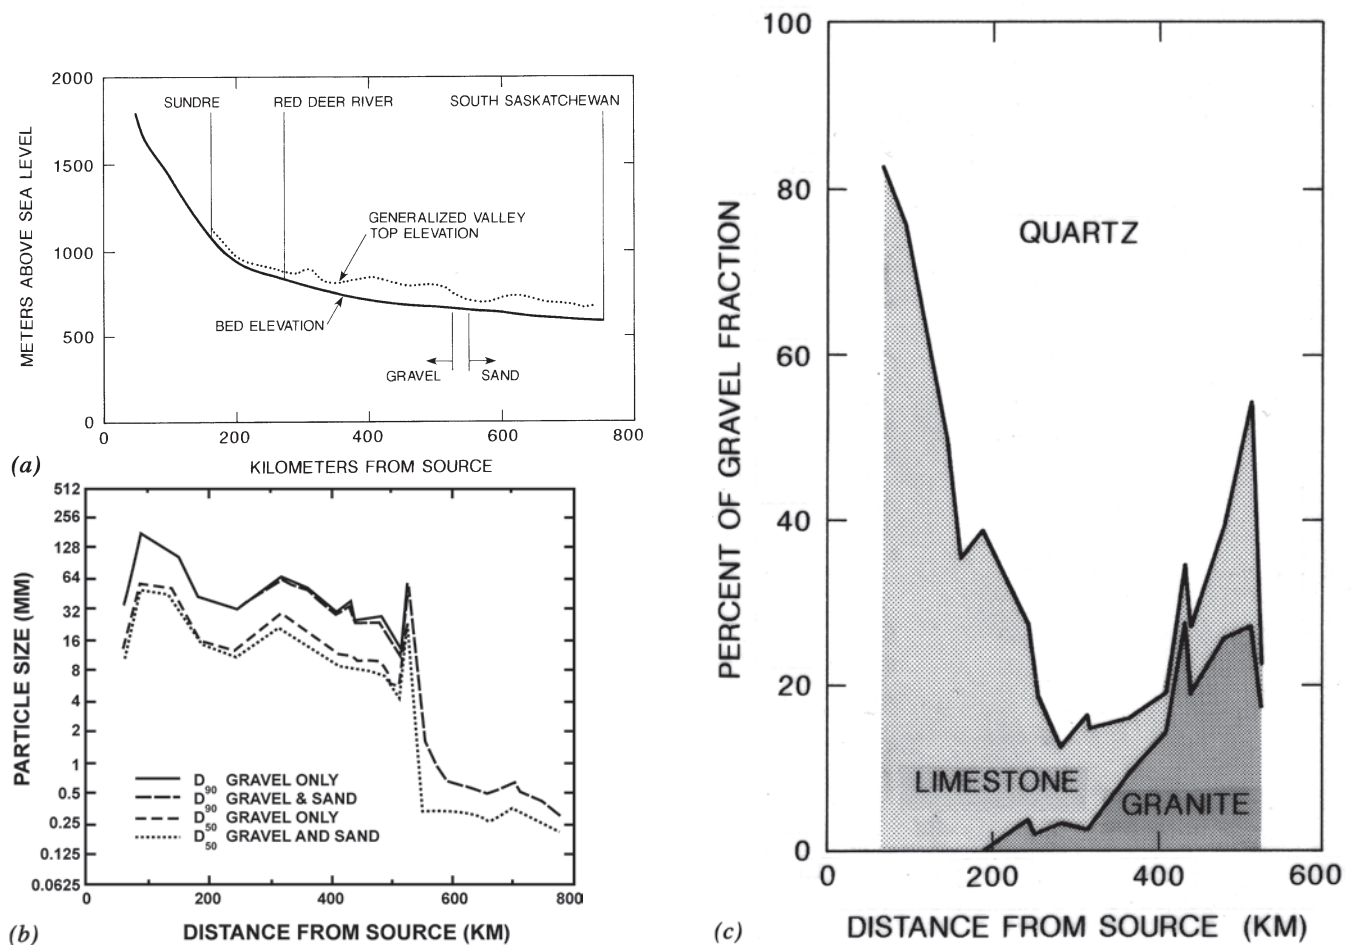 2000
1500
1000
500
0
METERS ABOVE SEA LEVEL
SUNDRE
RED DEER RIVER
SOUTH SASKATCHEWAN
GENERALIZED VALLEY
TOP ELEVATION
BED ELEVATION
GRAVEL
SAND
0
200
400
600
800
KILOMETERS FROM SOURCE
(a)
512
256
128
64
32
16
8
4
2
1
0.5
0.25
0.125
0.0625
PARTICLE SIZE (MM)
D90 GRAVEL ONLY
D90 GRAVEL & SAND
D50 GRAVEL ONLY
D50 GRAVEL AND SAND
0
200
400
600
800
DISTANCE FROM SOURCE (KM)
(b)
100
80
60
40
20
0
PERCENT OF GRAVEL FRACTION
QUARTZ
LIMESTONE
GRANITE
0
200
400
600
DISTANCE FROM SOURCE (KM)
(c)